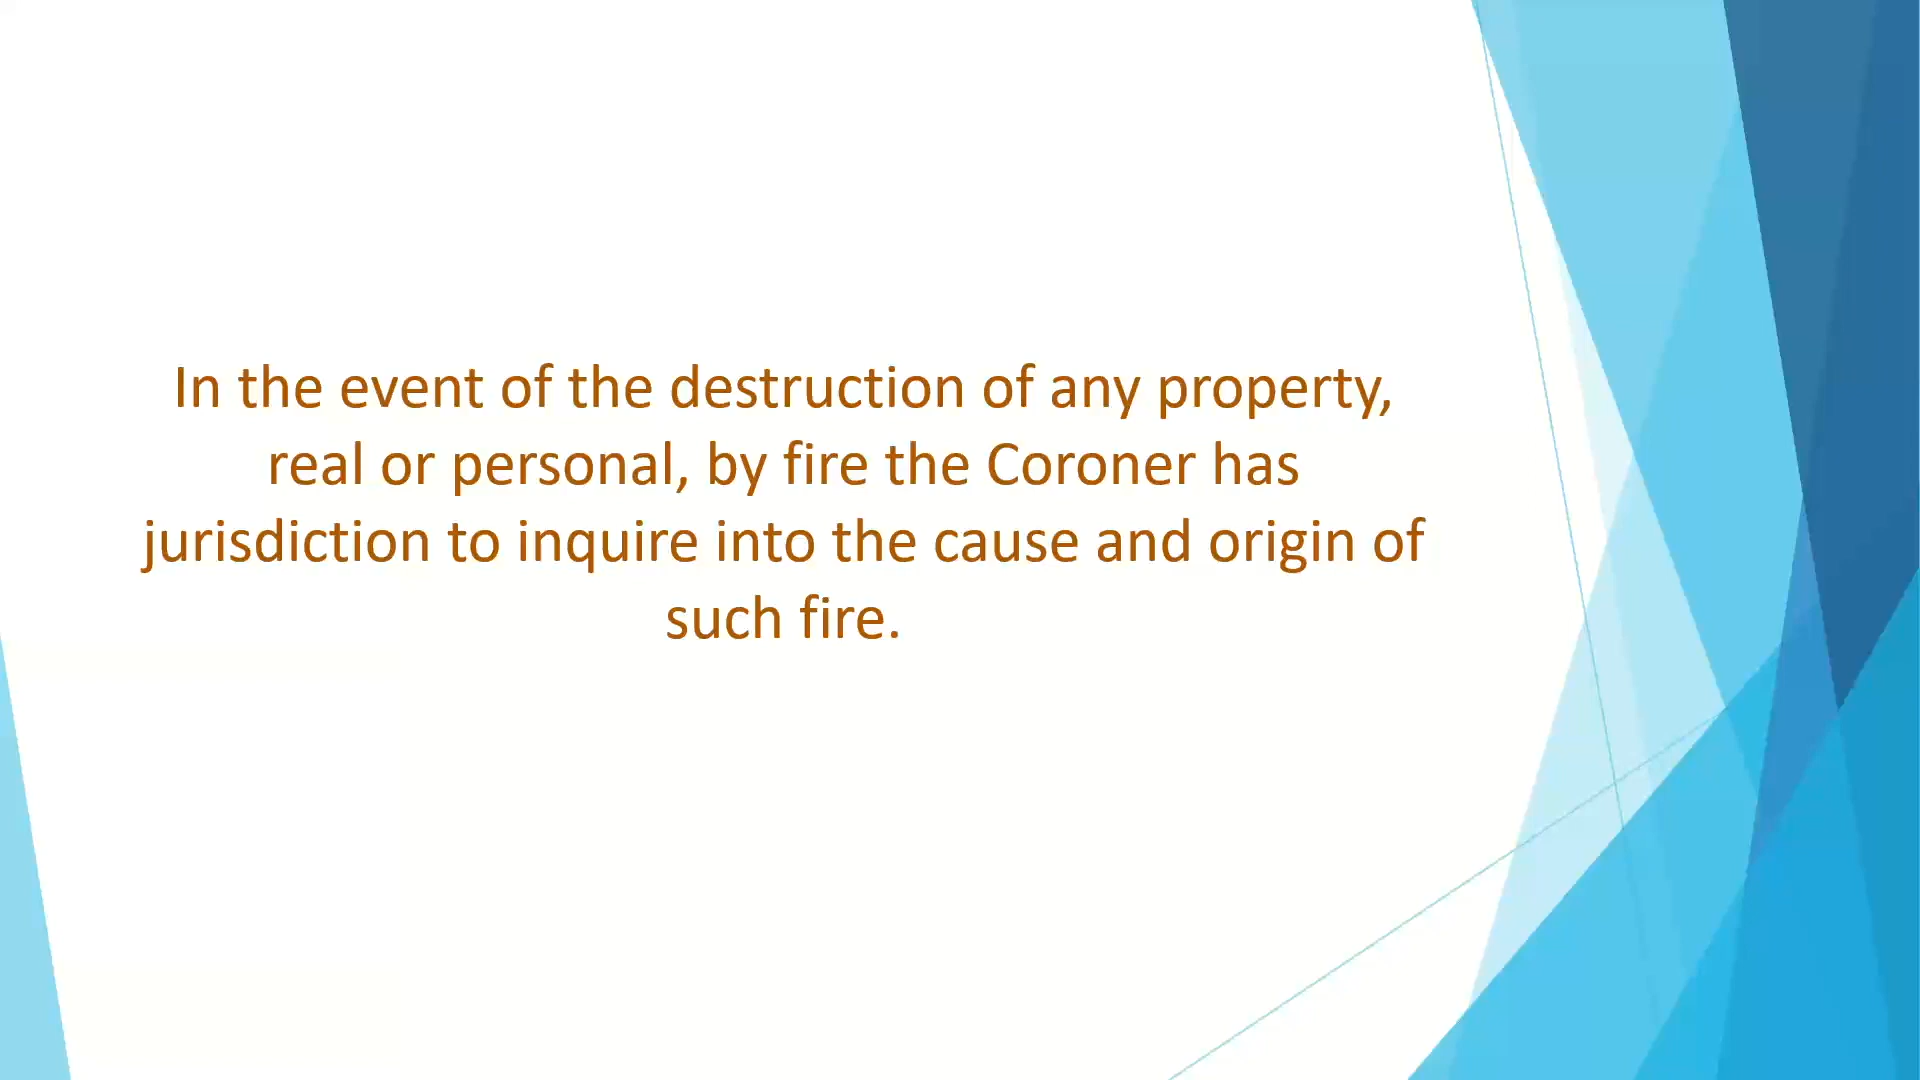 In the event of the destruction of any property,
real or personal, by fire the Coroner has
jurisdiction to inquire into the cause and origin of
such fire.